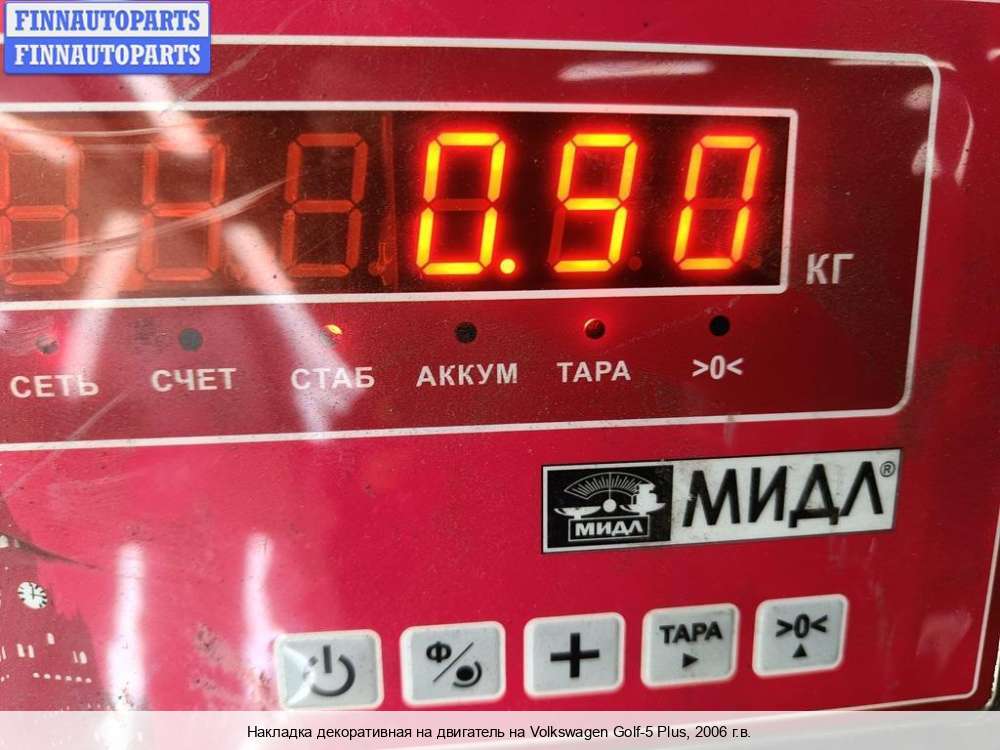 FINNAUTOPARTS
FINNAUTOPARTS
0.90
КГ
СЕТЬ СЧЕТ СТАБ АККУМ ТАРА >0<
МИДЛ МИДЛ®
Ф ТАРА >0<
Накладка декоративная на двигатель на Volkswagen Golf-5 Plus, 2006 г.в.